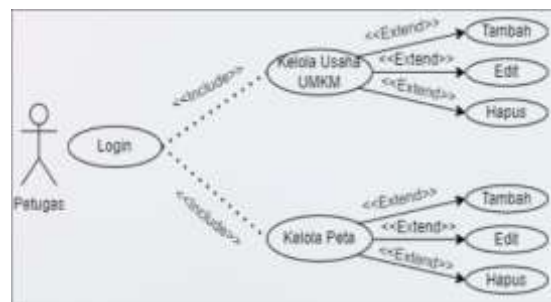 <<Extend>>
Tambah
Kelola Usaha
UMKM
<<Extend>>
Edit
<<Extend>>
Hapus
<<Include>>
Login
Petugas
<<Include>>
<<Extend>>
Tambah
Kelola Peta
<<Extend>>
Edit
<<Extend>>
Hapus